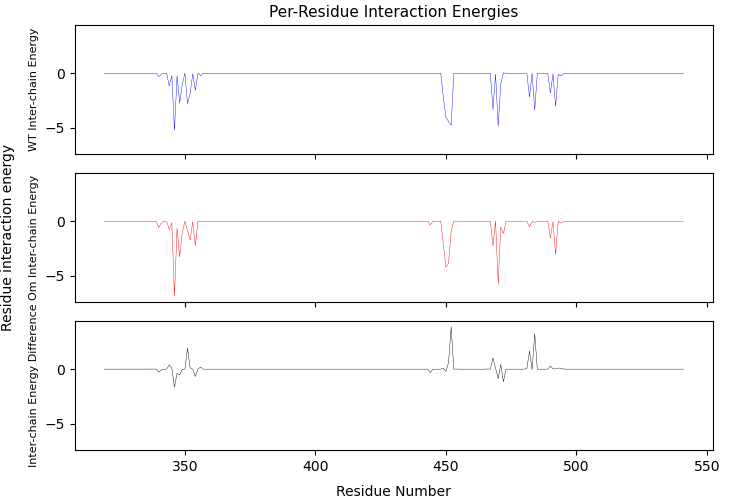 Per-Residue Interaction Energies
WT Inter-chain Energy
0
−5
Residue interaction energy
Om Inter-chain Energy
0
−5
Inter-chain Energy Difference
0
−5
350
400
450
500
550
Residue Number